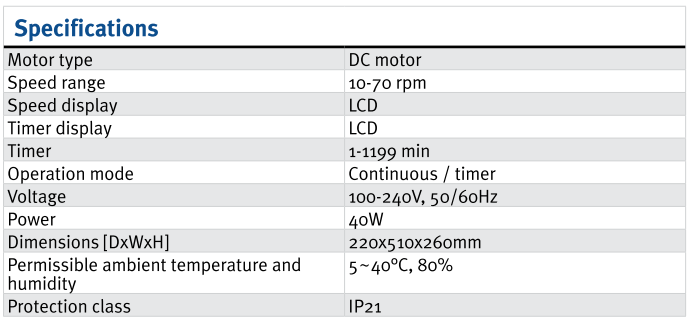 Specifications
Motor type DC motor
Speed range 10-70 rpm
Speed display LCD
Timer display LCD
Timer 1-1199 min
Operation mode Continuous / timer
Voltage 100-240V, 50/60Hz
Power 40W
Dimensions [DxWxH] 220x510x260mm
Permissible ambient temperature and 5~40°C, 80%
humidity
Protection class IP21